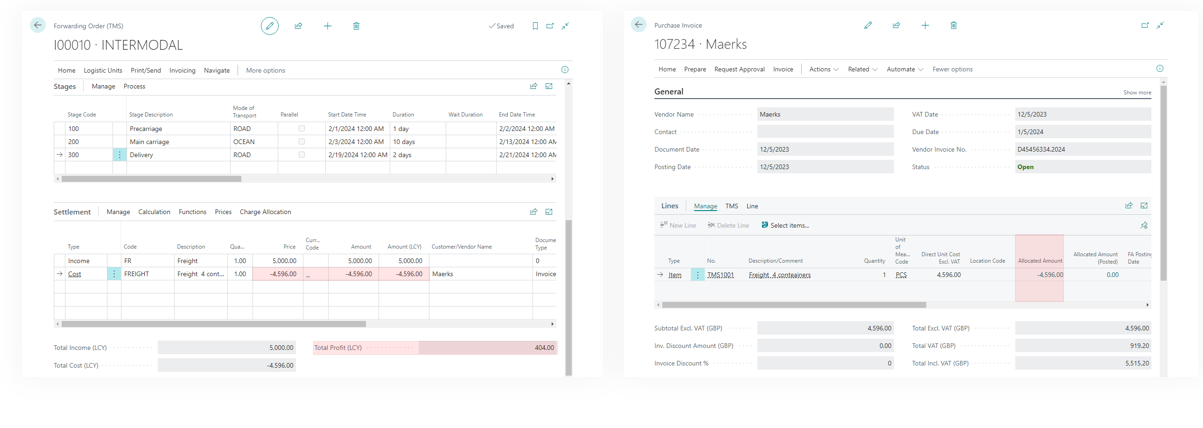 Forwarding Order (TMS)
Saved
I00010 · INTERMODAL
Home Logistic Units Print/Send Invoicing Navigate More options
Stages Manage Process
Stage Code Stage Description Mode of Transport Parallel Start Date Time Duration Wait Duration End Date Time
100 Precarriage ROAD 2/1/2024 12:00 AM 1 day 2/2/2024 12:00 AM
200 Main carriage OCEAN 2/3/2024 12:00 AM 10 days 2/13/2024 12:00 AM
300 Delivery ROAD 2/19/2024 12:00 AM 2 days 2/21/2024 12:00 AM
Settlement Manage Calculation Functions Prices Charge Allocation
Type Code Description Qua... Price Curr... Code Amount Amount (LCY) Customer/Vendor Name Docume Type
Income FR Freight 1.00 5,000.00 5,000.00 5,000.00 0
Cost FREIGHT Freight 4 cont... 1.00 -4.596.00 _ -4.596.00 -4.596.00 Maerks Invoice
Total Income (LCY) 5,000.00 Total Profit (LCY) 404.00
Total Cost (LCY) -4.596.00
Purchase Invoice
107234 · Maerks
Home Prepare Request Approval Invoice Actions Related Automate Fewer options
General Show more
Vendor Name Maerks VAT Date 12/5/2023
Contact Due Date 1/5/2024
Document Date 12/5/2023 Vendor Invoice No. D45456334.2024
Posting Date 12/5/2023 Status Open
Lines Manage TMS Line
New Line Delete Line Select items...
Type No. Description/Comment Quantity Unit of Mea... Code Direct Unit Cost Excl. VAT Location Code Allocated Amount Allocated Amount (Posted) FA Posting Date
Item TMS1001 Freight, 4 conteainers 1 PCS 4.596.00 -4.596.00 0.00
Subtotal Excl. VAT (GBP) 4.596.00 Total Excl. VAT (GBP) 4.596.00
Inv. Discount Amount (GBP) 0.00 Total VAT (GBP) 919.20
Invoice Discount % 0 Total Incl. VAT (GBP) 5,515.20